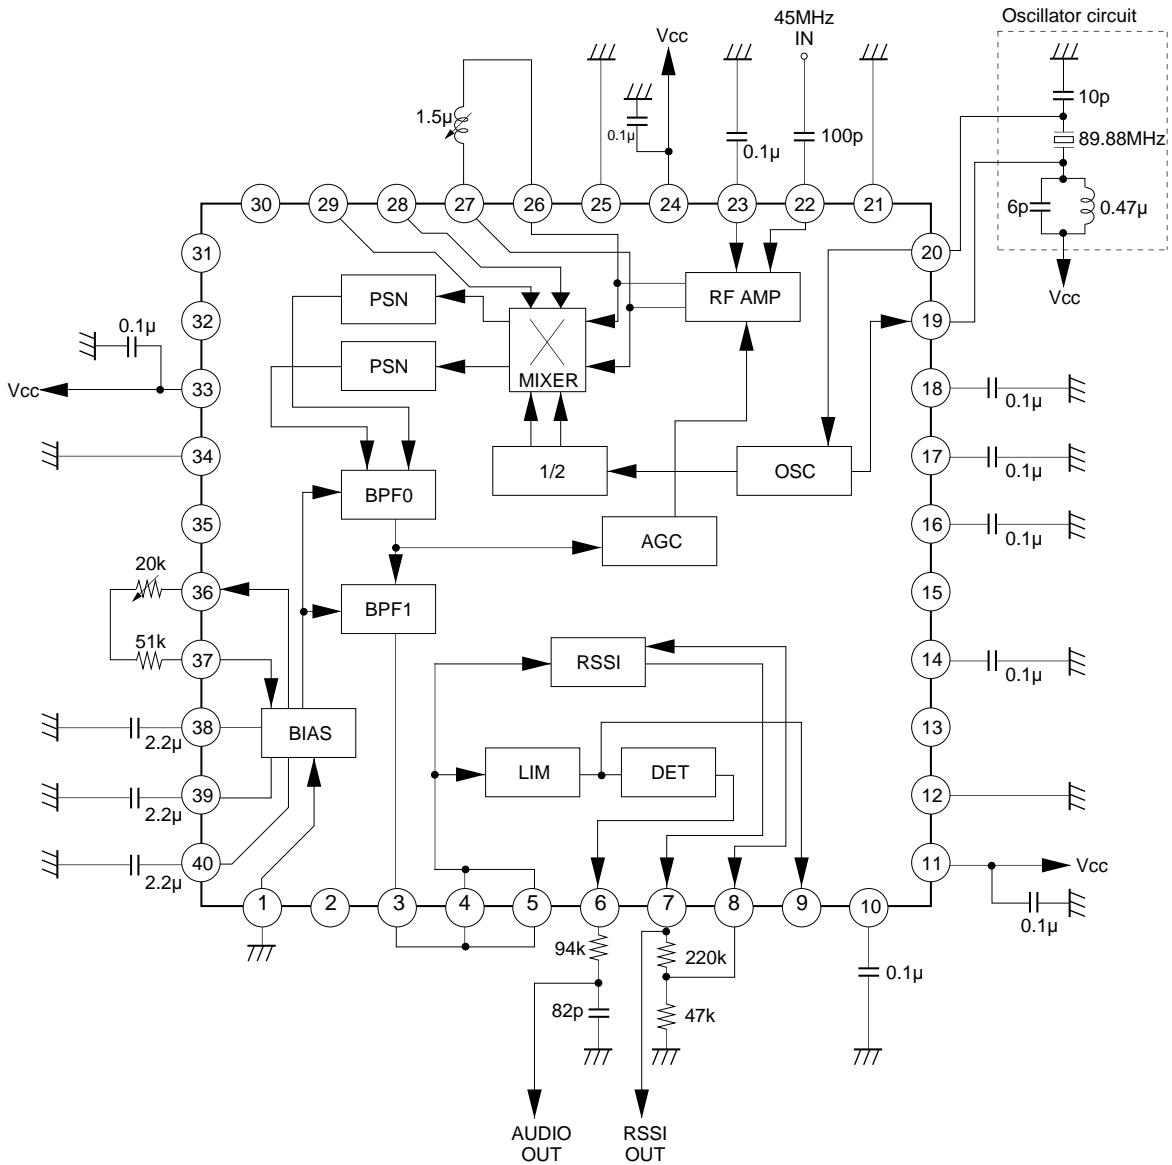 Oscillator circuit
45MHz
IN
Vcc
10p
1.5µ
0.1µ
0.1µ
100p
89.88MHz
6p
0.47µ
Vcc
30
29
28
27
26
25
24
23
22
21
31
20
PSN
RF AMP
32
19
0.1µ
PSN
MIXER
Vcc
33
18
0.1µ
34
1/2
OSC
17
0.1µ
BPF0
35
AGC
16
0.1µ
20k
36
BPF1
15
51k
37
RSSI
14
0.1µ
38
2.2µ
BIAS
13
LIM
DET
39
2.2µ
12
40
2.2µ
11
Vcc
1
2
3
4
5
6
7
8
9
10
0.1µ
94k
220k
0.1µ
82p
47k
AUDIO
OUT
RSSI
OUT